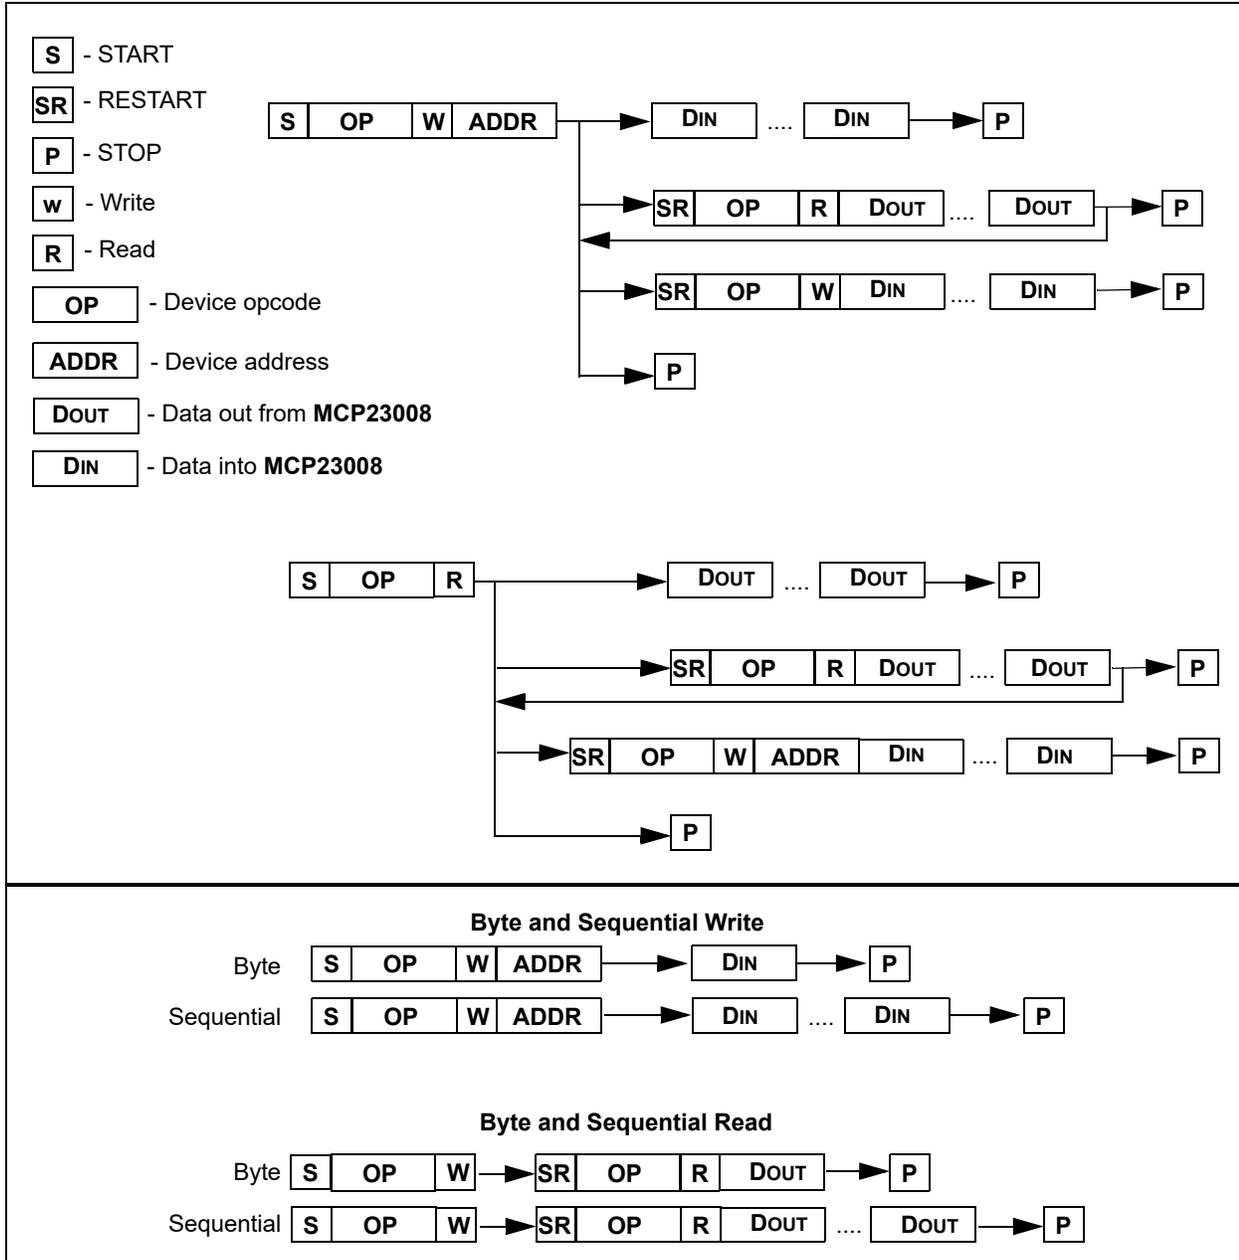 S - START
SR - RESTART
P - STOP
w - Write
R - Read
OP - Device opcode
ADDR - Device address
DOUT - Data out from MCP23008
DIN - Data into MCP23008
S OP W ADDR DIN .... DIN P
SR OP R DOUT .... DOUT P
SR OP W DIN .... DIN P
P
S OP R DOUT .... DOUT P
SR OP R DOUT .... DOUT P
SR OP W ADDR DIN .... DIN P
P
Byte and Sequential Write
Byte S OP W ADDR DIN P
Sequential S OP W ADDR DIN .... DIN P
Byte and Sequential Read
Byte S OP W SR OP R DOUT P
Sequential S OP W SR OP R DOUT .... DOUT P